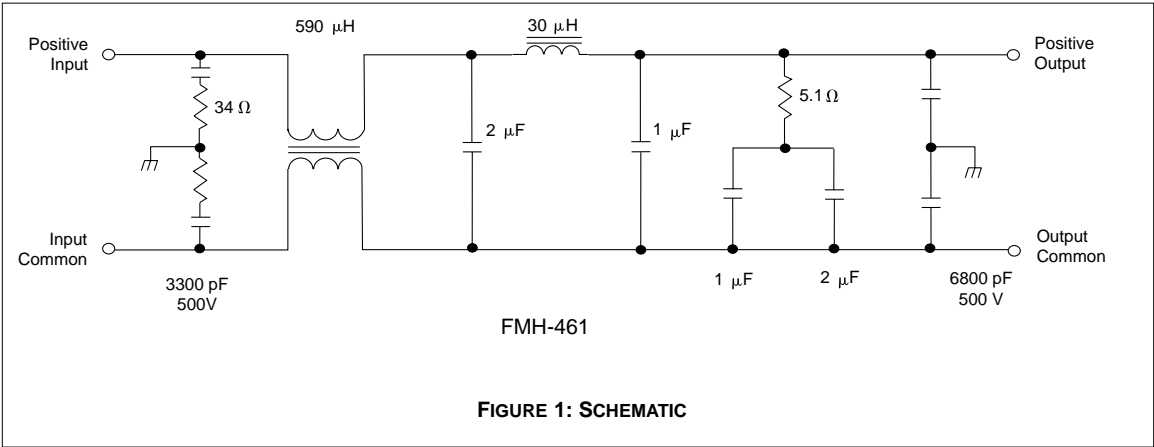 590 μH
30 μH
Positive
Input
Positive
Output
34 Ω
5.1 Ω
2 μF
1 μF
Input
Common
Output
Common
3300 pF
500V
1 μF
2 μF
6800 pF
500 V
FMH-461
FIGURE 1: SCHEMATIC